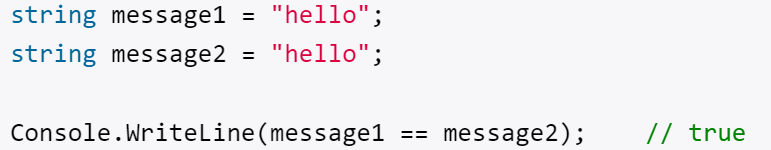 string message1 = "hello";
string message2 = "hello";
Console.WriteLine(message1 == message2);    // true